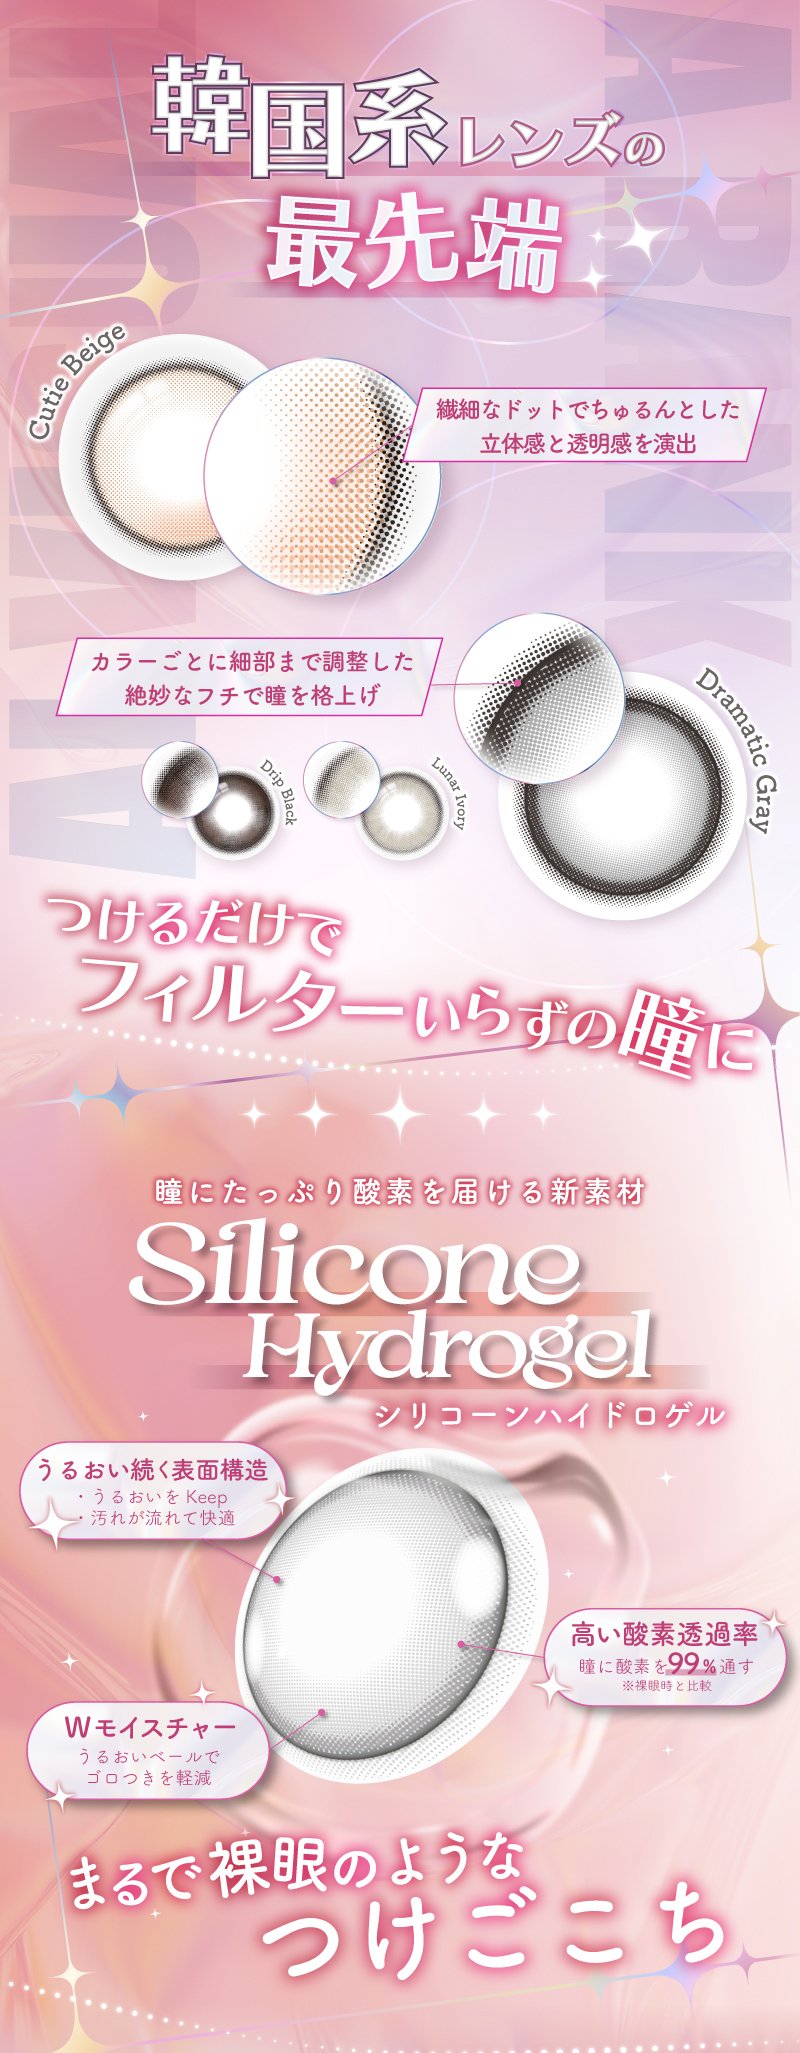 韓国系レンズの
最先端
Cutie Beige
繊細なドットでちゅるんとした
立体感と透明感を演出
カラーごとに細部まで調整した
絶妙なフチで瞳を格上げ
Drip Black
Lunar Ivory
Dramatic Gray
つけるだけで
フィルターいらずの瞳に
瞳にたっぷり酸素を届ける新素材
Silicone
Hydrogel
シリコーンハイドロゲル
うるおい続く表面構造
・うるおいをKeep
・汚れが流れて快適
高い酸素透過率
瞳に酸素を99%通す
※裸眼時と比較
Wモイスチャー
うるおいベールで
ゴロつきを軽減
まるで裸眼のような
つけごこち